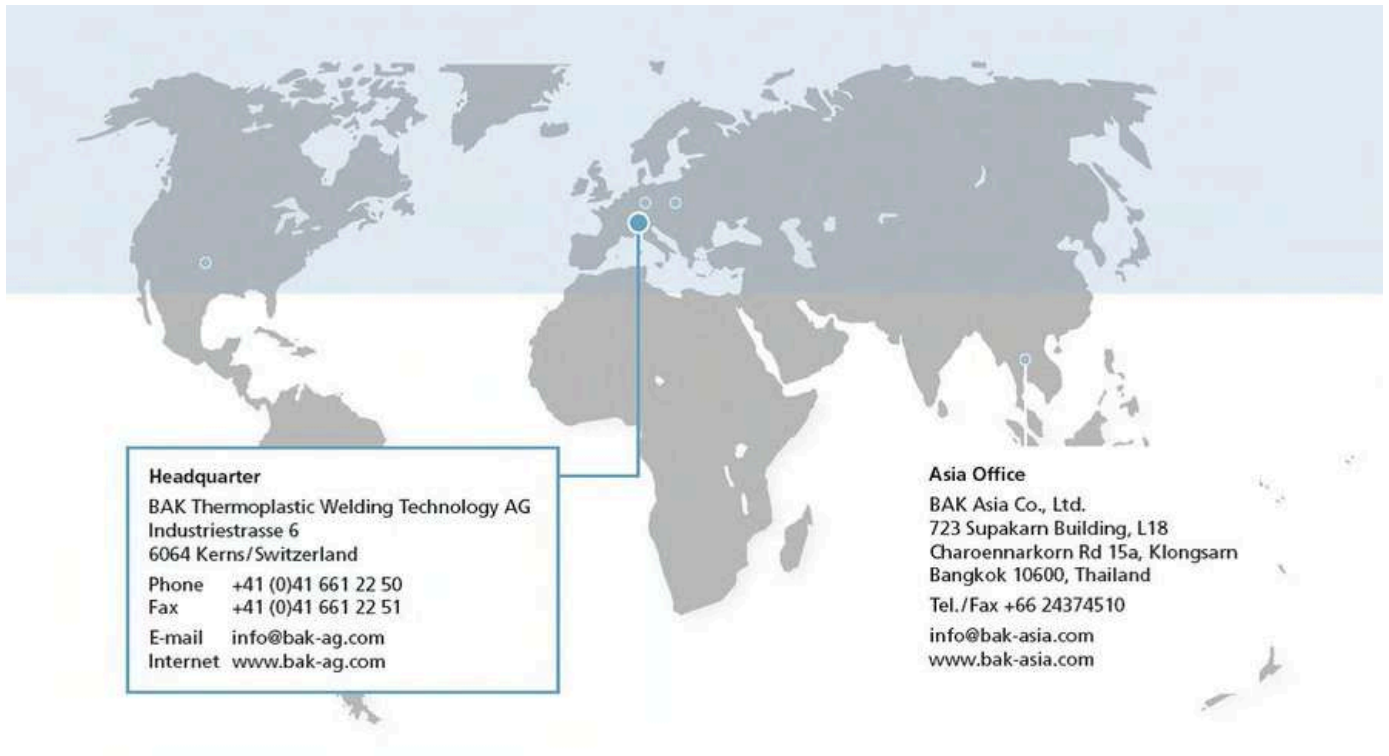 Headquarter
BAK Thermoplastic Welding Technology AG
Industriestrasse 6
6064 Kerns/Switzerland
Phone +41 (0)41 661 22 50
Fax +41 (0)41 661 22 51
E-mail info@bak-ag.com
Internet www.bak-ag.com
Asia Office
BAK Asia Co., Ltd.
723 Supakarn Building, L18
Charoennarkorn Rd 15a, Klongsarn
Bangkok 10600, Thailand
Tel./Fax +66 24374510
info@bak-asia.com
www.bak-asia.com